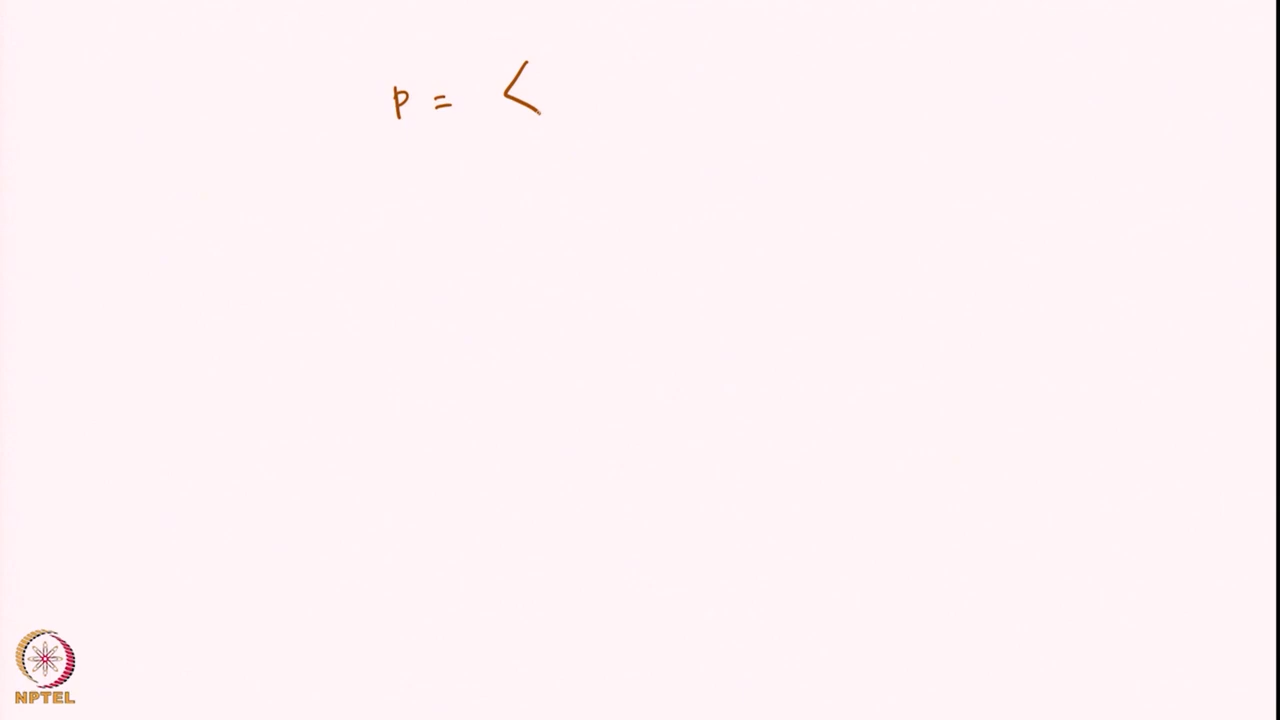 p = <
NPTEL